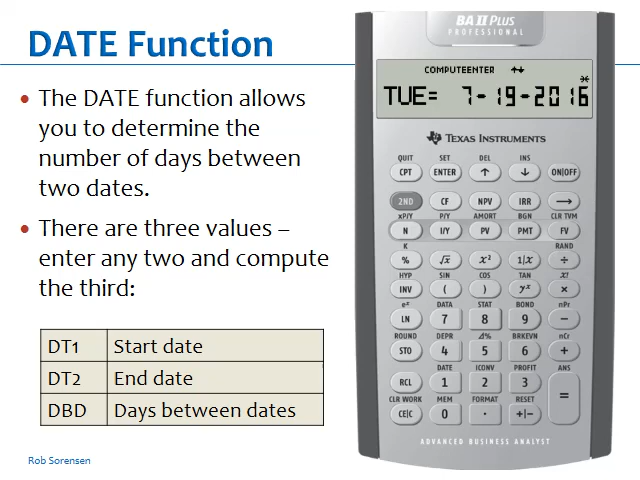 DATE Function
• The DATE function allows
you to determine the
number of days between
two dates.
• There are three values –
enter any two and compute
the third:
DT1 Start date
DT2 End date
DBD Days between dates
Rob Sorensen
BA II PLUS
PROFESSIONAL
COMPUTE ENTER ↑↓
*
TUE= 7-19-2016
TEXAS INSTRUMENTS
QUIT SET DEL INS
CPT ENTER ↑ ↓ ON|OFF
2ND CF NPV IRR →
xP/Y P/Y AMORT BGN CLR TVM
N I/Y PV PMT FV
K RAND
% √x x² 1/x ÷
HYP SIN COS TAN x!
INV ( ) yˣ ×
eˣ DATA STAT BOND nPr
LN 7 8 9 −
ROUND DEPR Δ% BRKEVN nCr
STO 4 5 6 +
DATE ICONV PROFIT ANS
RCL 1 2 3 =
CLR WORK MEM FORMAT RESET
CE|C 0 . +|−
ADVANCED BUSINESS ANALYST